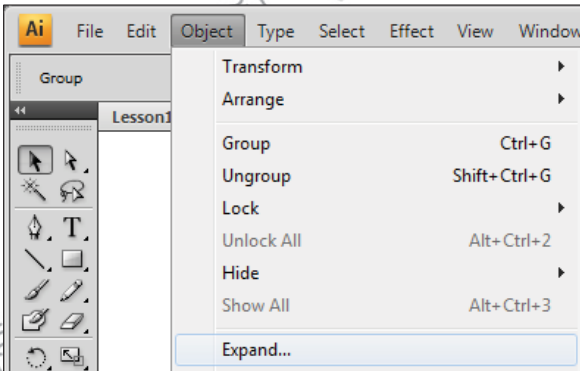 Ai File Edit Object Type Select Effect View Window
Group
Lesson1
Transform
Arrange
Group Ctrl+G
Ungroup Shift+Ctrl+G
Lock
Unlock All Alt+Ctrl+2
Hide
Show All Alt+Ctrl+3
Expand...
T